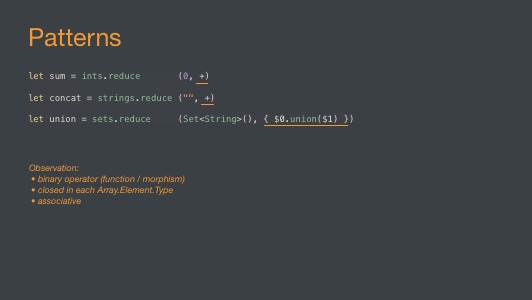 Patterns
let sum = ints.reduce (0, +)
let concat = strings.reduce ("", +)
let union = sets.reduce (Set<String>(), { $0.union($1) })
Observation:
• binary operator (function / morphism)
• closed in each Array.Element.Type
• associative